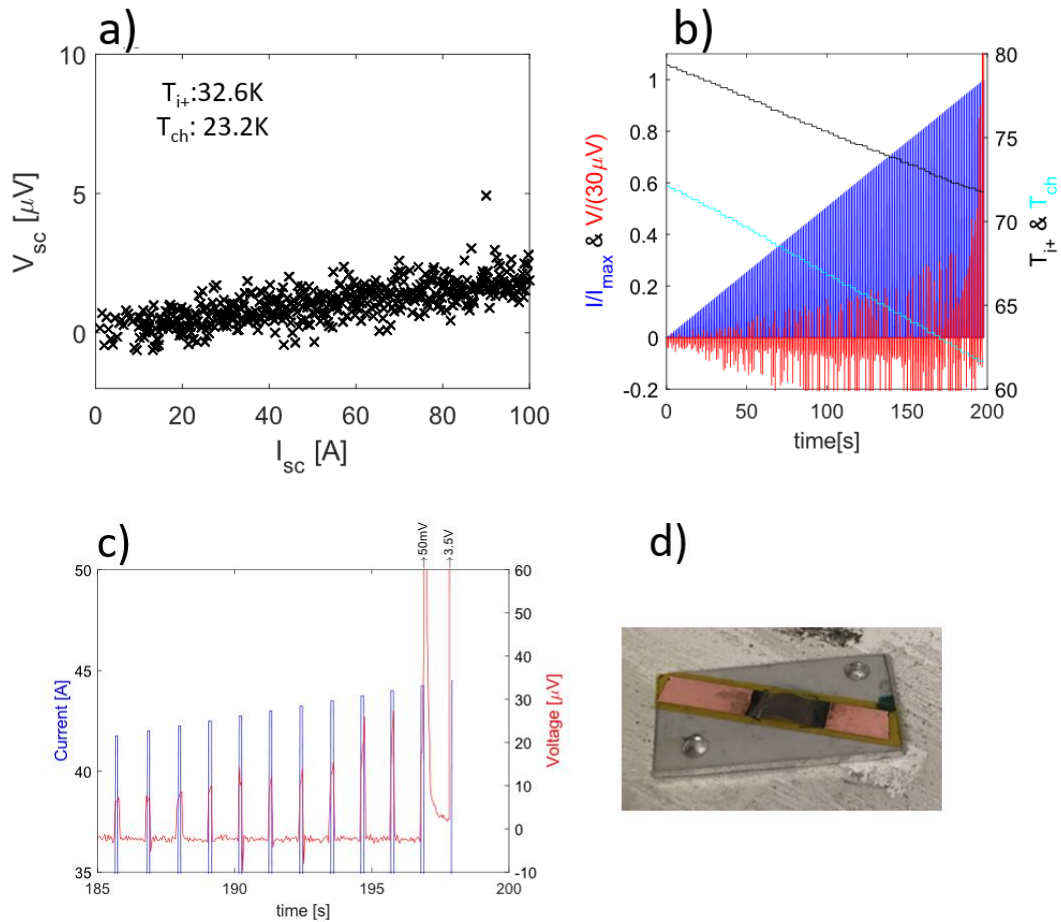 a)
10
5
0
V_sc [μV]
T_i+:32.6K
T_ch: 23.2K
0 20 40 60 80 100
I_sc [A]
b)
1
0.8
0.6
0.4
0.2
0
-0.2
I/I_max & V/(30μV)
80
75
70
65
60
T_i+ & T_ch
0 50 100 150 200
time[s]
c)
→50mV
→3.5V
50
45
40
35
Current [A]
60
50
40
30
20
10
0
-10
Voltage [μV]
185 190 195 200
time [s]
d)